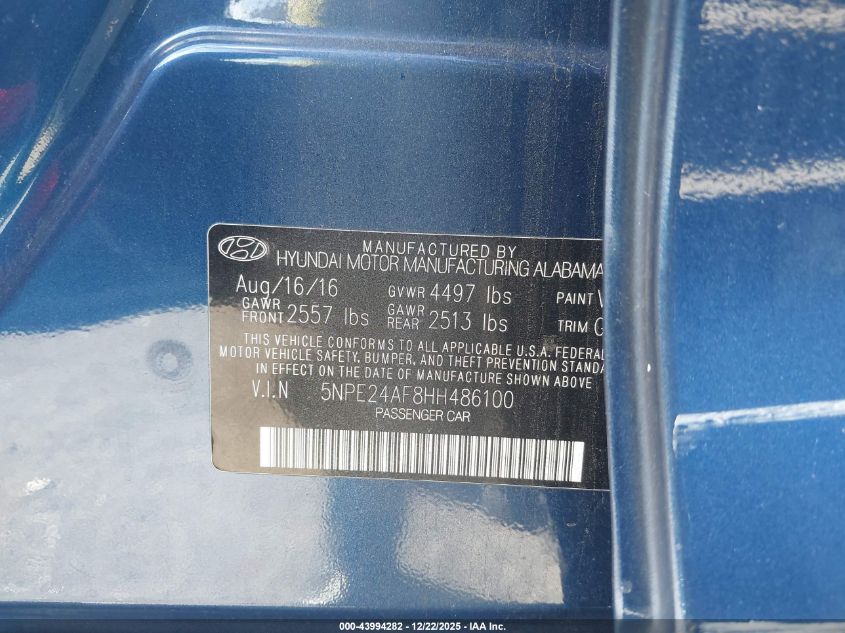 MANUFACTURED BY
HYUNDAI MOTOR MANUFACTURING ALABAMA
Aug/16/16 GVWR 4497 lbs PAINT
GAWR FRONT 2557 lbs GAWR REAR 2513 lbs TRIM
THIS VEHICLE CONFORMS TO ALL APPLICABLE U.S.A. FEDERAL
MOTOR VEHICLE SAFETY, BUMPER, AND THEFT PREVENTION
IN EFFECT ON THE DATE OF MANUFACTURE SHOWN ABOVE
V.I.N 5NPE24AF8HH486100
PASSENGER CAR
000-43994282 - 12/22/2025 - IAA Inc.